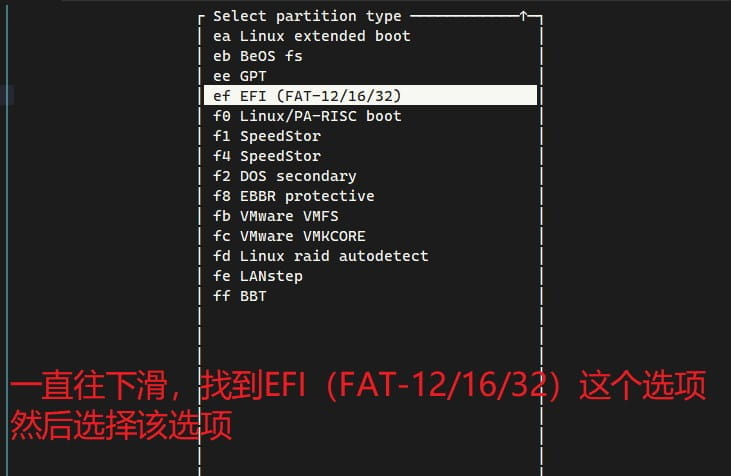 Select partition type
ea Linux extended boot
eb BeOS fs
ee GPT
ef EFI (FAT-12/16/32)
f0 Linux/PA-RISC boot
f1 SpeedStor
f4 SpeedStor
f2 DOS secondary
f8 EBBR protective
fb VMware VMFS
fc VMware VMKCORE
fd Linux raid autodetect
fe LANstep
ff BBT
一直往下滑，找到EFI（FAT-12/16/32）这个选项
然后选择该选项